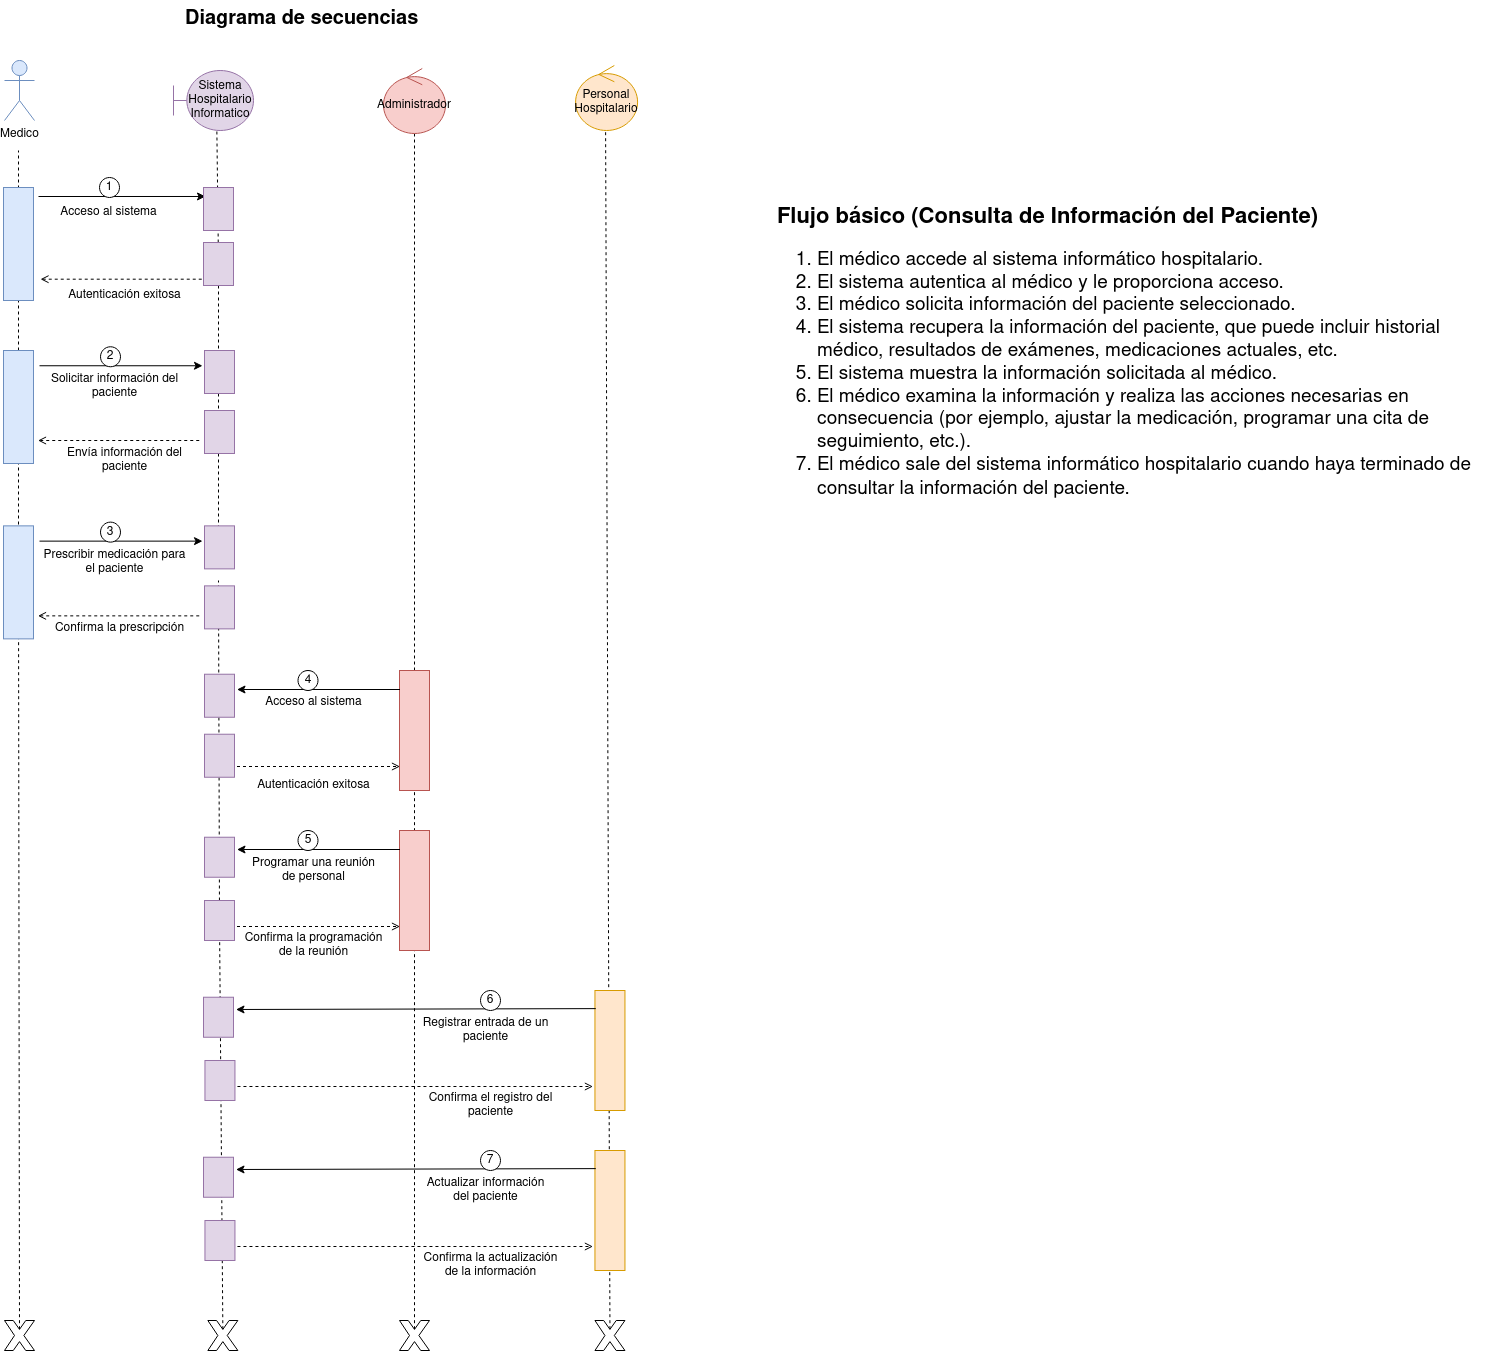 Diagrama de secuencias
Medico
Sistema
Hospitalario
Informatico
Administrador
Personal
Hospitalario
1
Acceso al sistema
Autenticación exitosa
2
Solicitar información del
paciente
Envía información del
paciente
3
Prescribir medicación para
el paciente
Confirma la prescripción
4
Acceso al sistema
Autenticación exitosa
5
Programar una reunión
de personal
Confirma la programación
de la reunión
6
Registrar entrada de un
paciente
Confirma el registro del
paciente
7
Actualizar información
del paciente
Confirma la actualización
de la información
Flujo básico (Consulta de Información del Paciente)
1. El médico accede al sistema informático hospitalario.
2. El sistema autentica al médico y le proporciona acceso.
3. El médico solicita información del paciente seleccionado.
4. El sistema recupera la información del paciente, que puede incluir historial
médico, resultados de exámenes, medicaciones actuales, etc.
5. El sistema muestra la información solicitada al médico.
6. El médico examina la información y realiza las acciones necesarias en
consecuencia (por ejemplo, ajustar la medicación, programar una cita de
seguimiento, etc.).
7. El médico sale del sistema informático hospitalario cuando haya terminado de
consultar la información del paciente.